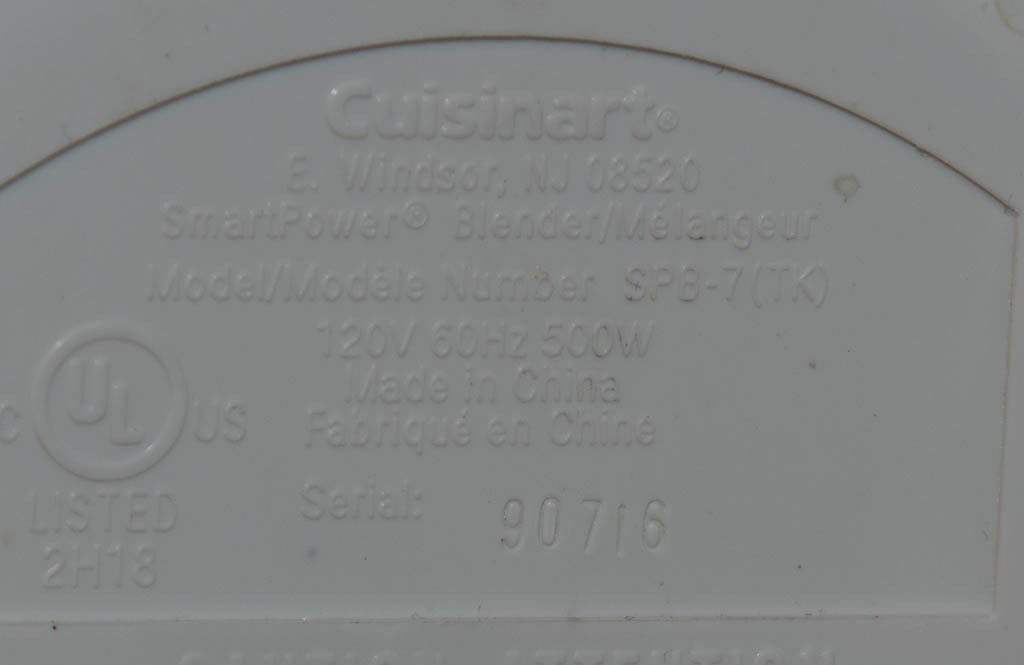 Cuisinart®
E. Windsor, NJ 08520
SmartPower® Blender/Mélangeur
Model/Modèle Number SPB-7(TK)
120V 60Hz 500W
Made in China
Fabriqué en Chine
C UL US
LISTED
2H18
Serial: 90716